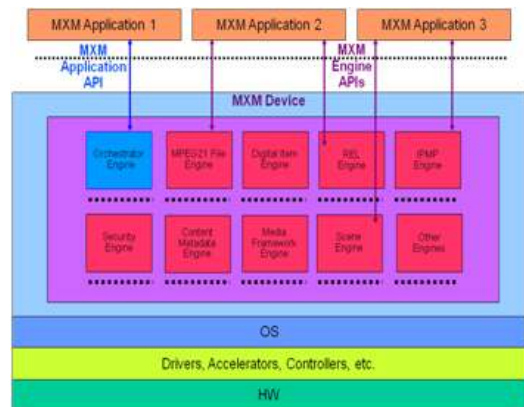 MXM Application 1
MXM Application 2
MXM Application 3
MXM
Application
API
MXM
Engine
APIs
MXM Device
Orchestrator
Engine
MPEG21 File
Engine
Digital Item
Engine
REL
Engine
IPMP
Engine
Security
Engine
Content
Metadata
Engine
Media
Framework
Engine
Scene
Engine
Other
Engines
OS
Drivers, Accelerators, Controllers, etc.
HW